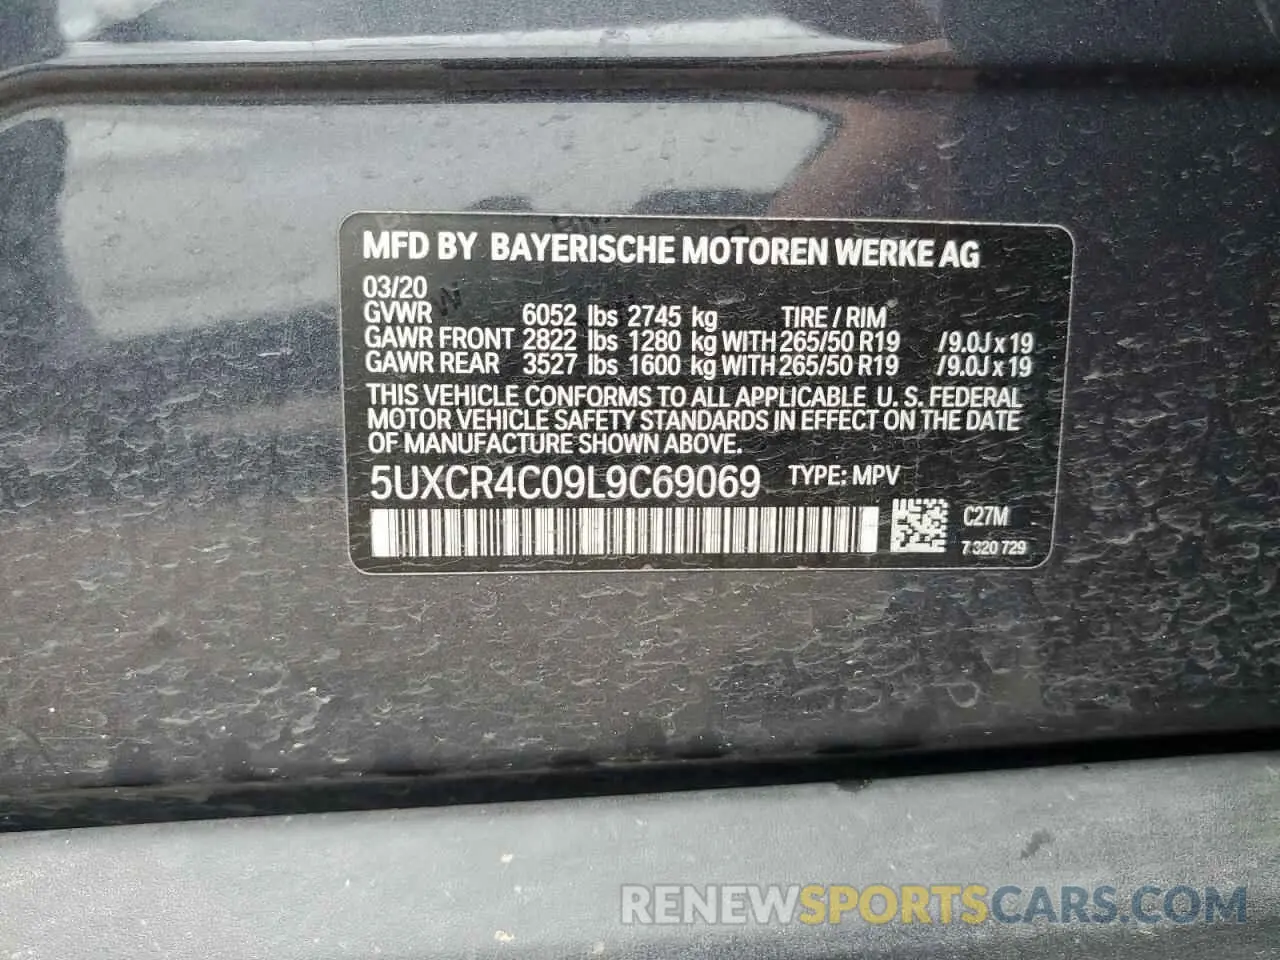 MFD BY BAYERISCHE MOTOREN WERKE AG
03/20
GVWR 6052 lbs 2745 kg TIRE / RIM
GAWR FRONT 2822 lbs 1280 kg WITH 265/50 R19 /9.0J x 19
GAWR REAR 3527 lbs 1600 kg WITH 265/50 R19 /9.0J x 19
THIS VEHICLE CONFORMS TO ALL APPLICABLE U. S. FEDERAL
MOTOR VEHICLE SAFETY STANDARDS IN EFFECT ON THE DATE
OF MANUFACTURE SHOWN ABOVE.
5UXCR4C09L9C69069 TYPE: MPV
C27M
7 320 729
RENEWSPORTSCARS.COM